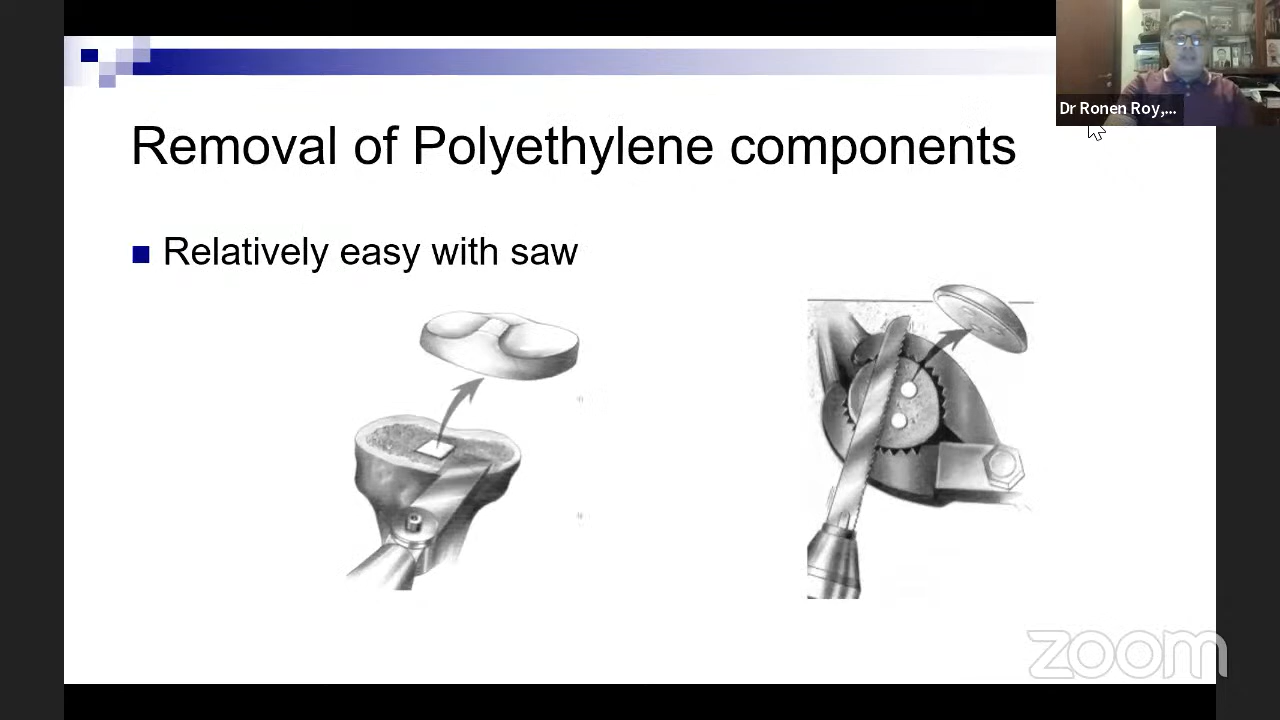 Dr Ronen Roy,...
Removal of Polyethylene components
Relatively easy with saw
zoom